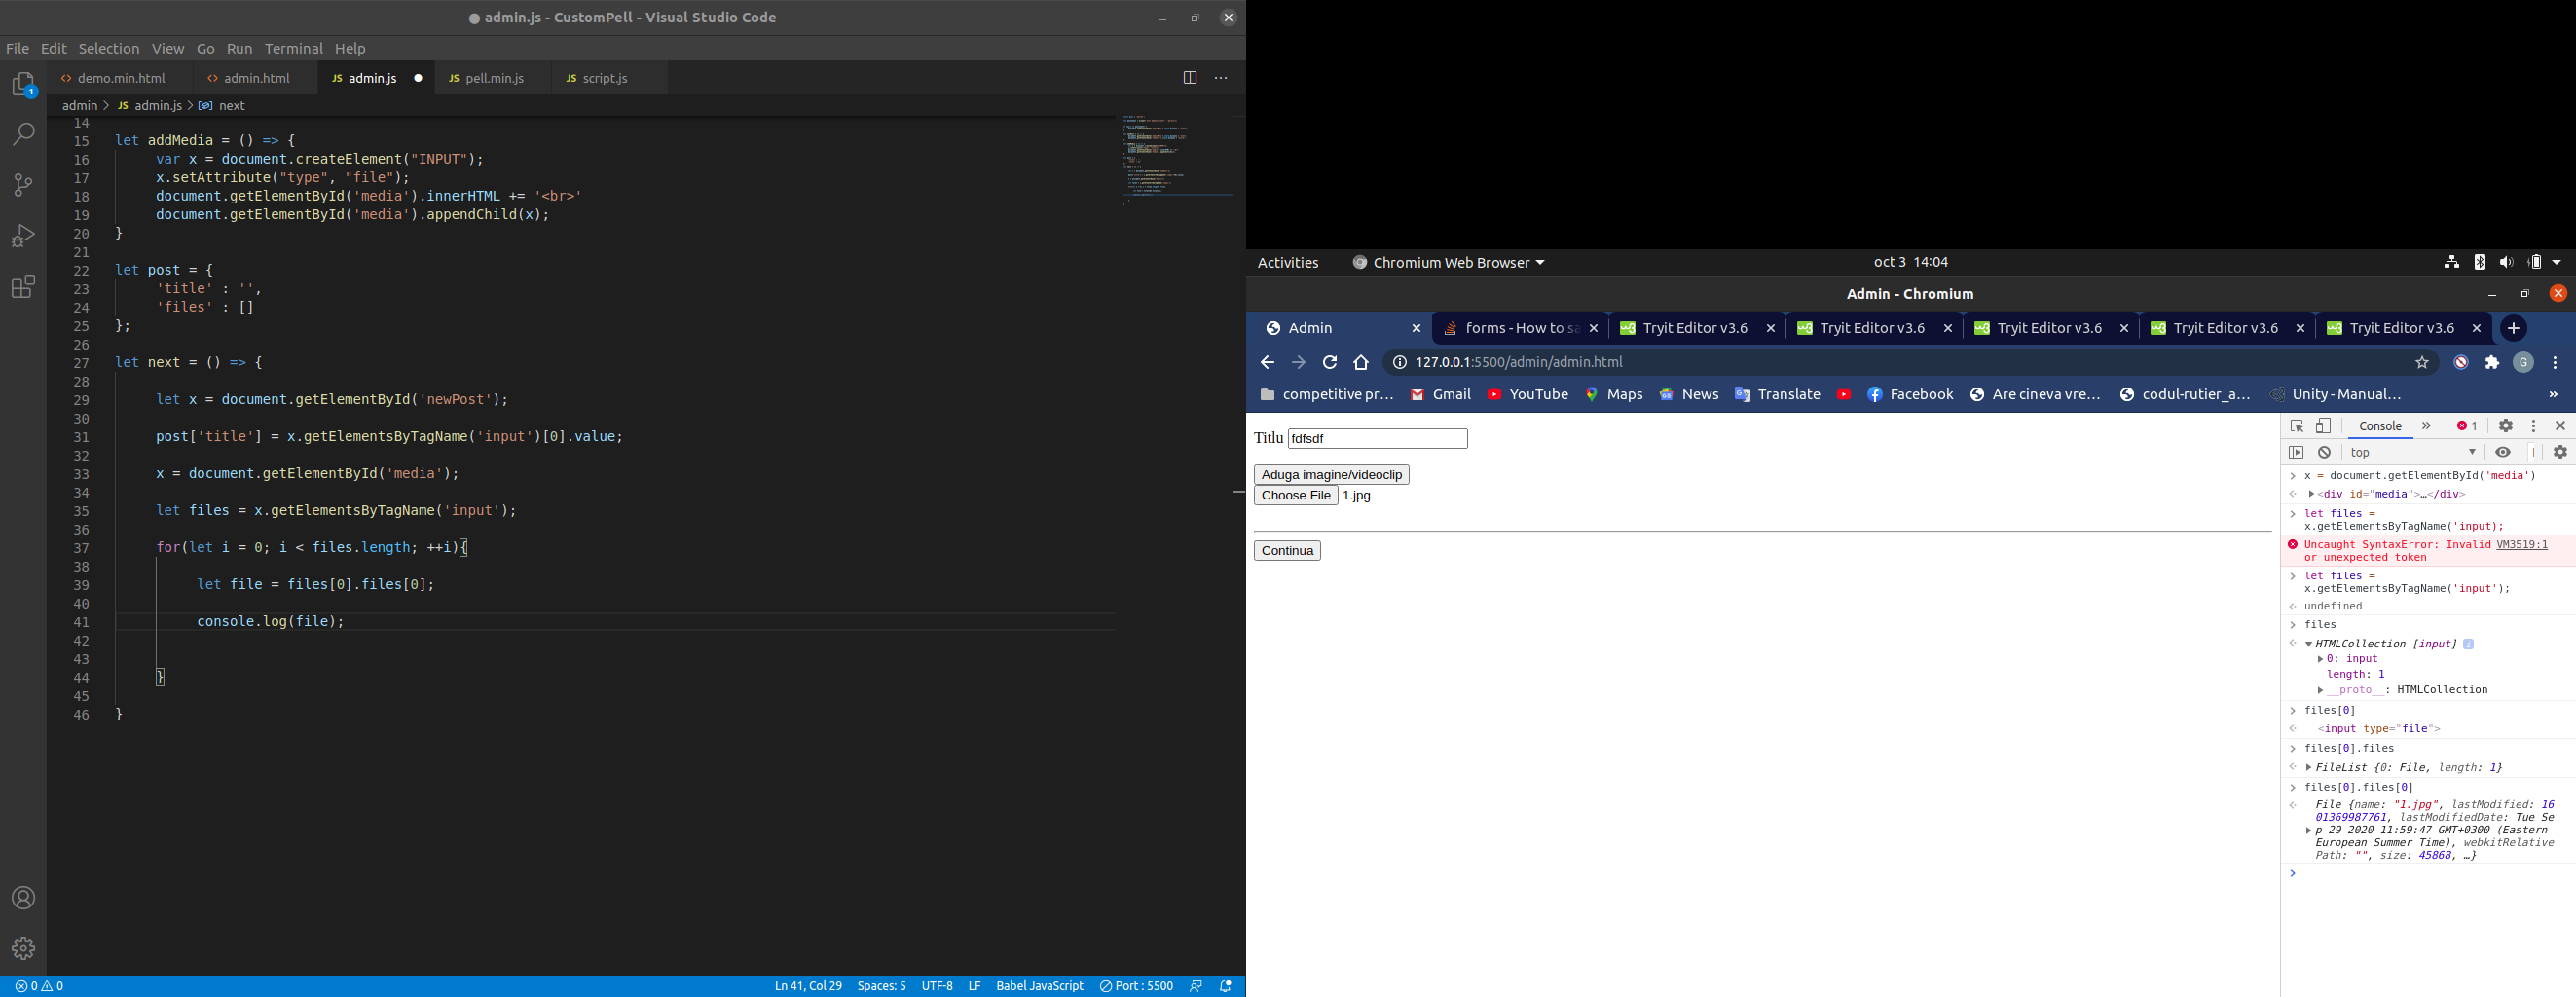 admin.js - CustomPell - Visual Studio Code
File Edit Selection View Go Run Terminal Help
demo.min.html admin.html JS admin.js JS pell.min.js JS script.js
1
admin > JS admin.js > next
14
15 let addMedia = () => {
16 var x = document.createElement("INPUT");
17 x.setAttribute("type", "file");
18 document.getElementById('media').innerHTML += '<br>'
19 document.getElementById('media').appendChild(x);
20 }
21
22 let post = {
23 'title' : '',
24 'files' : []
25 };
26
27 let next = () => {
28
29 let x = document.getElementById('newPost');
30
31 post['title'] = x.getElementsByTagName('input')[0].value;
32
33 x = document.getElementById('media');
34
35 let files = x.getElementsByTagName('input');
36
37 for(let i = 0; i < files.length; ++i){
38
39 let file = files[0].files[0];
40
41 console.log(file);
42
43
44 }
45
46 }
0 0 Ln 41, Col 29 Spaces: 5 UTF-8 LF Babel JavaScript Port : 5500
Activities Chromium Web Browser oct 3 14:04
Admin - Chromium
Admin forms - How to sa Tryit Editor v3.6 Tryit Editor v3.6 Tryit Editor v3.6 Tryit Editor v3.6 Tryit Editor v3.6
127.0.0.1:5500/admin/admin.html G
competitive pr... Gmail YouTube Maps News Translate Facebook Are cineva vre... codul-rutier_a... Unity - Manual... »
Titlu fdfsdf
Aduga imagine/videoclip
Choose File 1.jpg
Continua
Console » 1
top
> x = document.getElementById('media')
<div id="media">…</div>
> let files =
x.getElementsByTagName('input);
Uncaught SyntaxError: Invalid VM3519:1
or unexpected token
> let files =
x.getElementsByTagName('input');
undefined
> files
HTMLCollection [input] i
0: input
length: 1
__proto__: HTMLCollection
> files[0]
<input type="file">
> files[0].files
FileList {0: File, length: 1}
> files[0].files[0]
File {name: "1.jpg", lastModified: 16
01369987761, lastModifiedDate: Tue Se
p 29 2020 11:59:47 GMT+0300 (Eastern
European Summer Time), webkitRelative
Path: "", size: 45868, …}
>